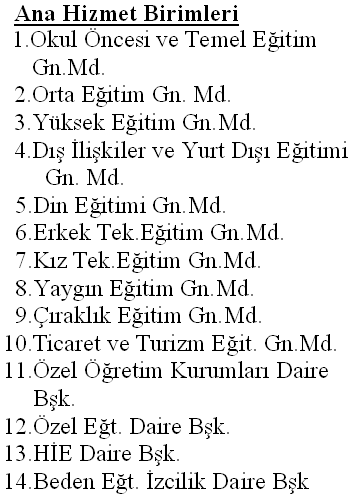 Ana Hizmet Birimleri
1.Okul Öncesi ve Temel Eğitim
Gn.Md.
2.Orta Eğitim Gn. Md.
3.Yüksek Eğitim Gn.Md.
4.Dış İlişkiler ve Yurt Dışı Eğitimi
Gn. Md.
5.Din Eğitimi Gn.Md.
6.Erkek Tek.Eğitim Gn.Md.
7.Kız Tek.Eğitim Gn.Md.
8.Yaygın Eğitim Gn.Md.
9.Çıraklık Eğitim Gn.Md.
10.Ticaret ve Turizm Eğit. Gn.Md.
11.Özel Öğretim Kurumları Daire
Bşk.
12.Özel Eğt. Daire Bşk.
13.HİE Daire Bşk.
14.Beden Eğt. İzcilik Daire Bşk